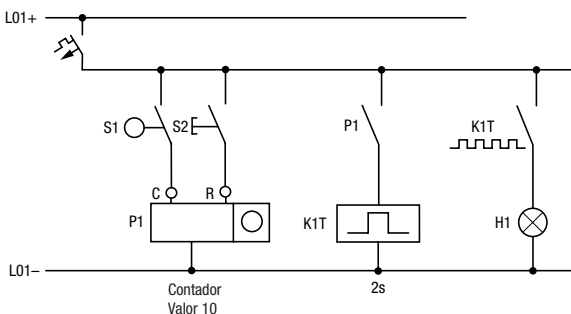 L01+
S1
S2
P1
K1T
C
R
P1
K1T
H1
L01–
Contador
Valor 10
2s